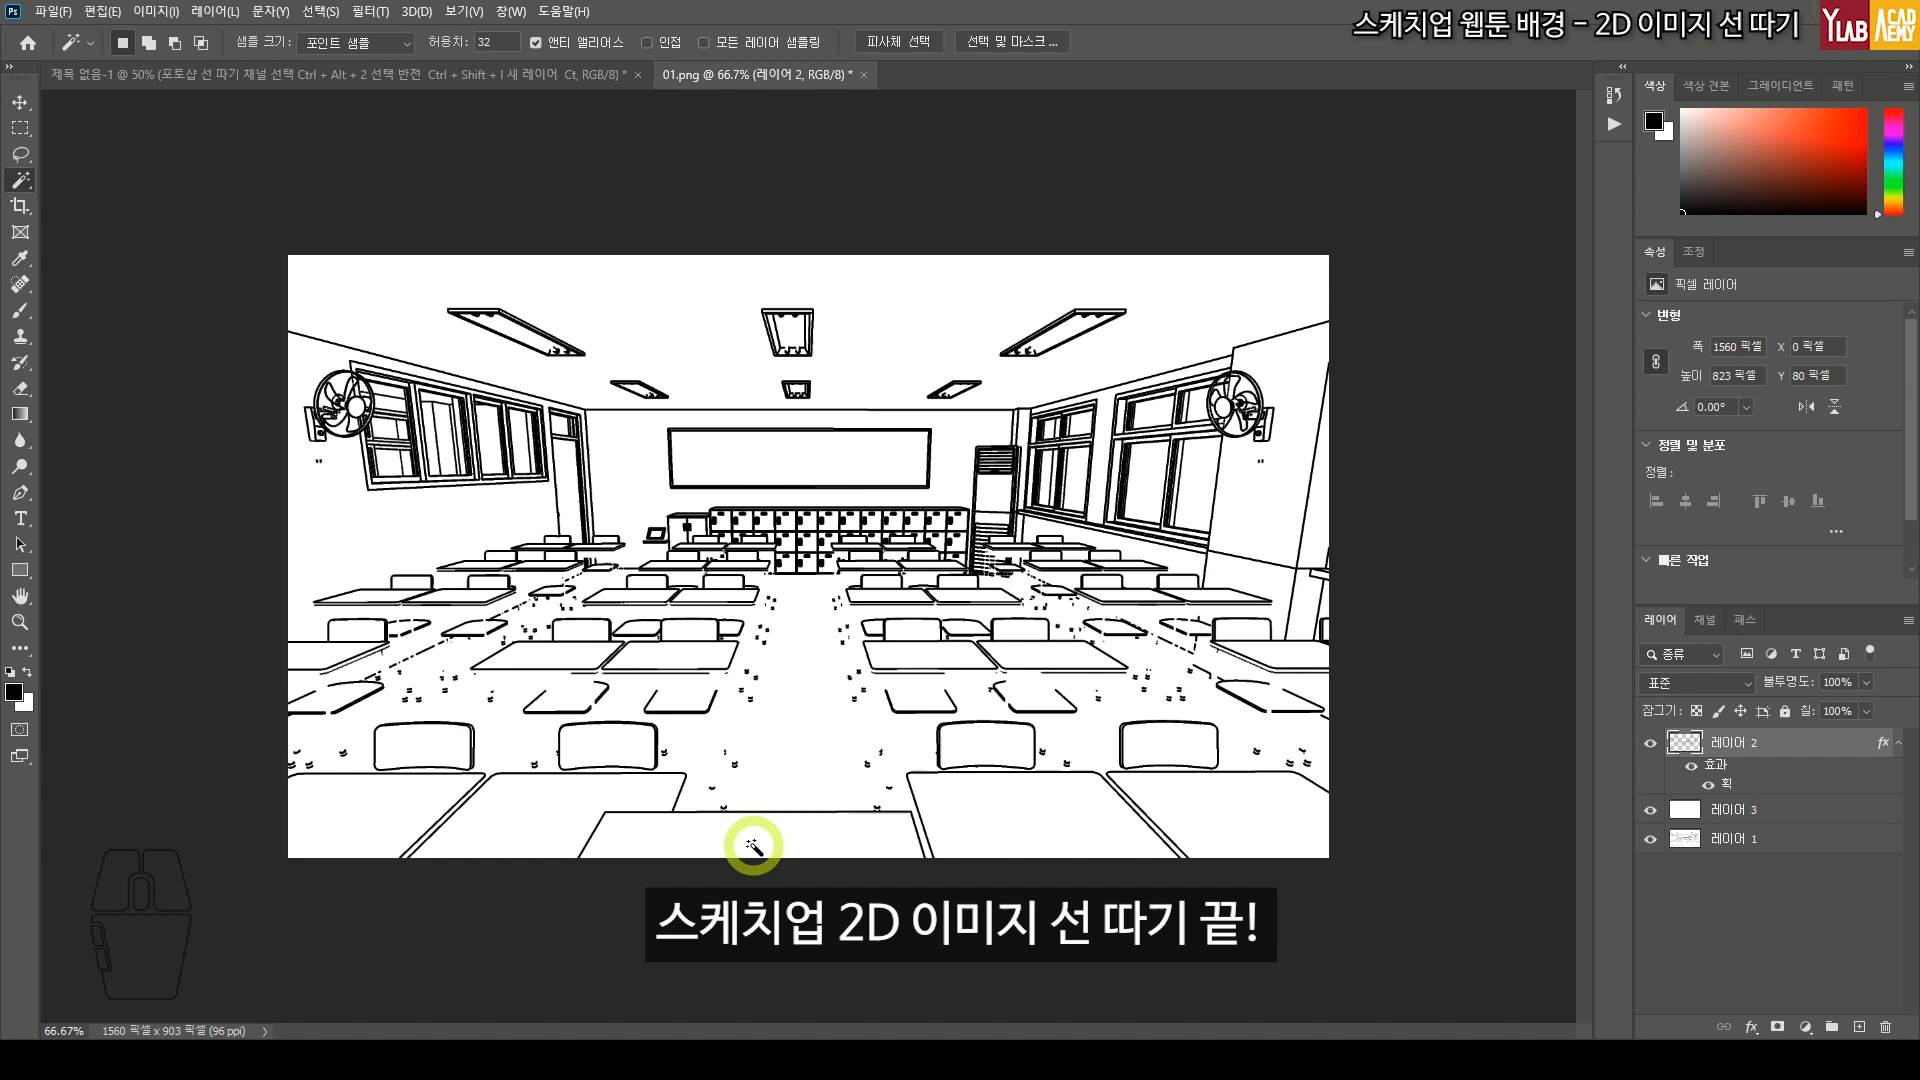 Ps 파일(F) 편집(E) 이미지(I) 레이어(L) 문자(Y) 선택(S) 필터(T) 3D(D) 보기(V) 창(W) 도움말(H)
스케치업 웹툰 배경 – 2D 이미지 선 따기
YLAB ACADEMY
샘플 크기: 포인트 샘플 허용치: 32 앤티 앨리어스 인접 모든 레이어 샘플링 피사체 선택 선택 및 마스크...
제목 없음-1 @ 50% (포토샵 선 따기 채널 선택 Ctrl + Alt + 2 선택 반전 Ctrl + Shift + I 새 레이어 Ct, RGB/8) * ×
01.png @ 66.7% (레이어 2, RGB/8) * ×
색상 색상 견본 그레이디언트 패턴
속성 조정
픽셀 레이어
변형
폭 1560 픽셀 X 0 픽셀
높이 823 픽셀 Y 80 픽셀
0.00°
정렬 및 분포
정렬:
빠른 작업
레이어 채널 패스
종류
표준 불투명도: 100%
잠그기: 칠: 100%
레이어 2 fx
효과
획
레이어 3
레이어 1
스케치업 2D 이미지 선 따기 끝!
66.67% 1560 픽셀 x 903 픽셀 (96 ppi)
fx